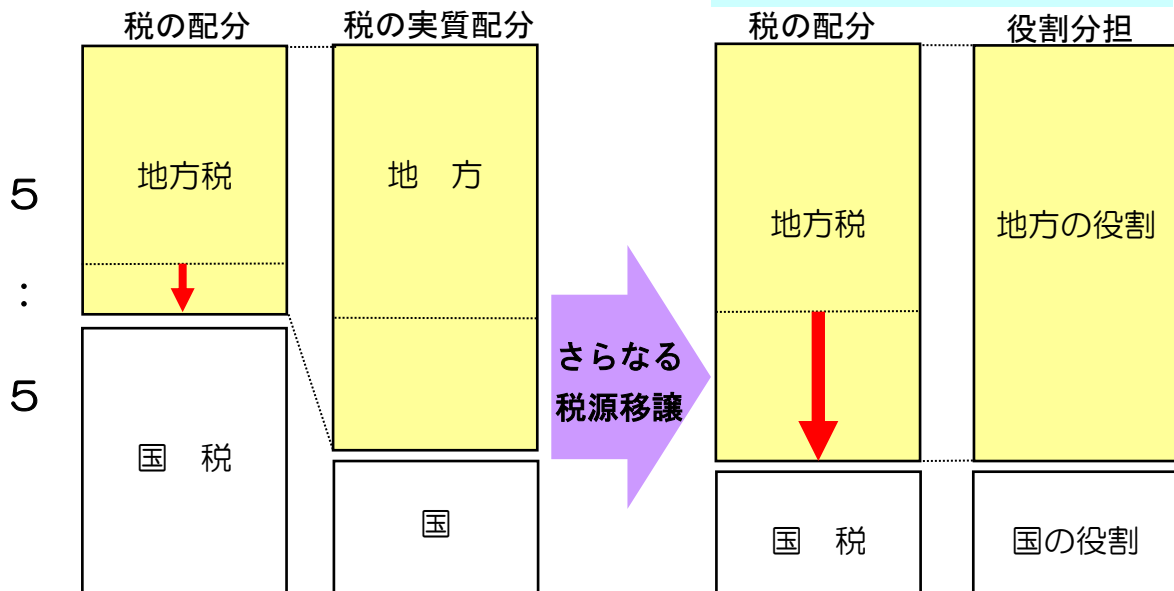 税の配分
税の実質配分
税の配分
役割分担
5
:
5
地方税
国 税
地 方
国
さらなる
税源移譲
地方税
国 税
地方の役割
国の役割